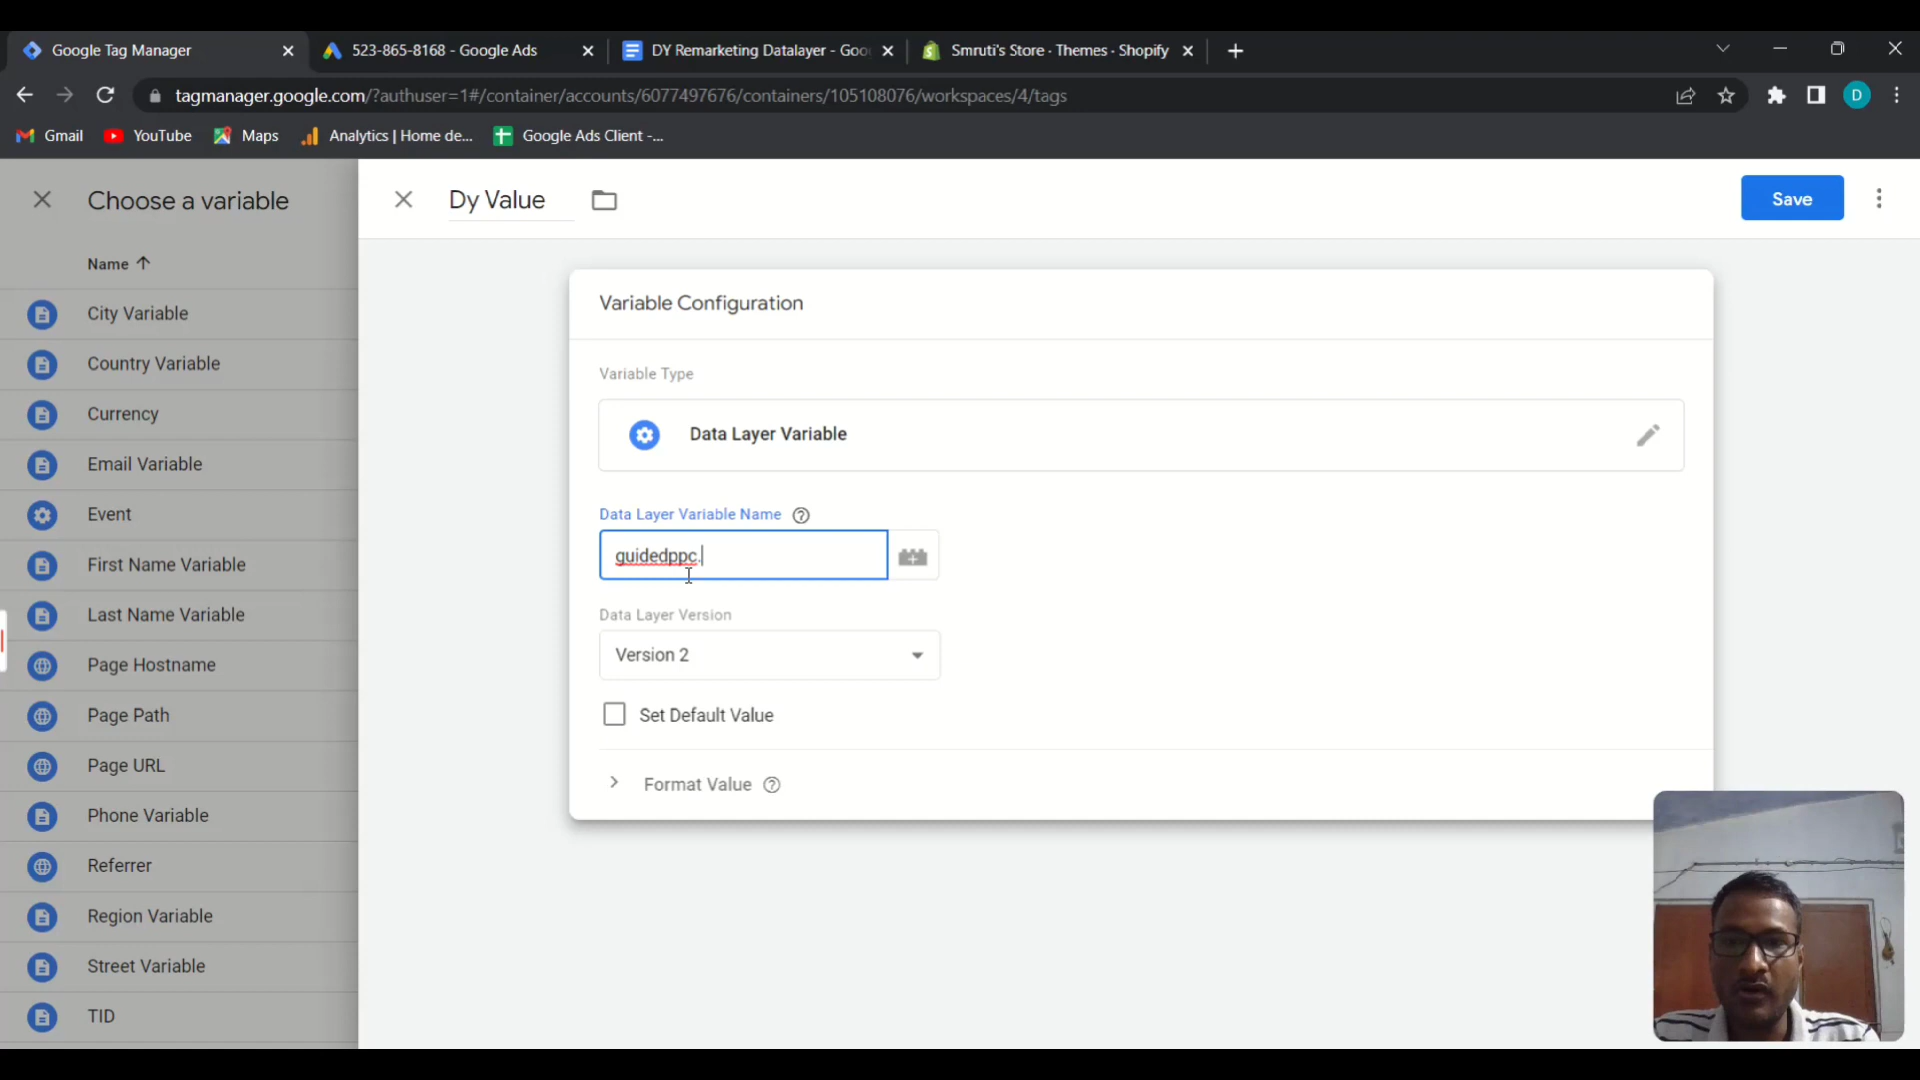 Google Tag Manager
523-865-8168 - Google Ads
DY Remarketing Datalayer - Goo
Smruti's Store · Themes · Shopify
tagmanager.google.com/?authuser=1#/container/accounts/6077497676/containers/105108076/workspaces/4/tags
D
Gmail
YouTube
Maps
Analytics | Home de...
Google Ads Client -...
Choose a variable
Dy Value
Save
Name
City Variable
Country Variable
Currency
Email Variable
Event
First Name Variable
Last Name Variable
Page Hostname
Page Path
Page URL
Phone Variable
Referrer
Region Variable
Street Variable
TID
Variable Configuration
Variable Type
Data Layer Variable
Data Layer Variable Name
guidedppc.
Data Layer Version
Version 2
Set Default Value
Format Value